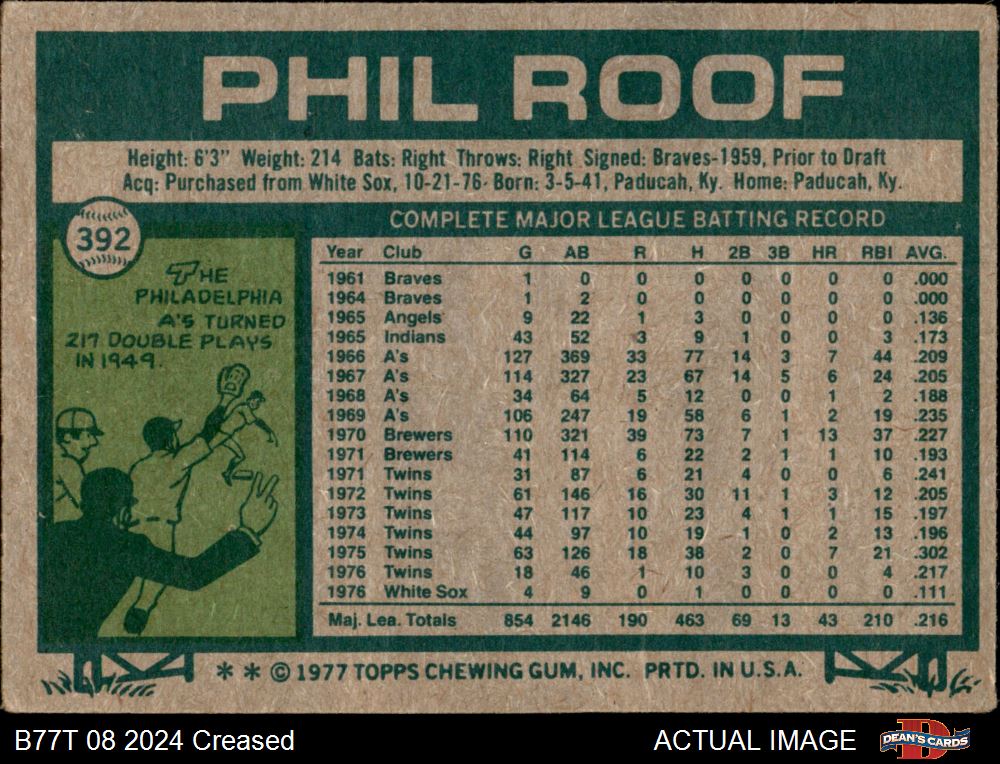 PHIL ROOF
Height: 6'3" Weight: 214 Bats: Right Throws: Right Signed: Braves-1959, Prior to Draft
Acq: Purchased from White Sox, 10-21-76· Born: 3-5-41, Paducah, Ky. Home: Paducah, Ky.
392
THE
PHILADELPHIA
A'S TURNED
217 DOUBLE PLAYS
IN 1949.
COMPLETE MAJOR LEAGUE BATTING RECORD
Year Club G AB R H 2B 3B HR RBI AVG.
1961 Braves 1 0 0 0 0 0 0 0 .000
1964 Braves 1 2 0 0 0 0 0 0 .000
1965 Angels 9 22 1 3 0 0 0 0 .136
1965 Indians 43 52 3 9 1 0 0 3 .173
1966 A's 127 369 33 77 14 3 7 44 .209
1967 A's 114 327 23 67 14 5 6 24 .205
1968 A's 34 64 5 12 0 0 1 2 .188
1969 A's 106 247 19 58 6 1 2 19 .235
1970 Brewers 110 321 39 73 7 1 13 37 .227
1971 Brewers 41 114 6 22 2 1 1 10 .193
1971 Twins 31 87 6 21 4 0 0 6 .241
1972 Twins 61 146 16 30 11 1 3 12 .205
1973 Twins 47 117 10 23 4 1 1 15 .197
1974 Twins 44 97 10 19 1 0 2 13 .196
1975 Twins 63 126 18 38 2 0 7 21 .302
1976 Twins 18 46 1 10 3 0 0 4 .217
1976 White Sox 4 9 0 1 0 0 0 0 .111
Maj. Lea. Totals 854 2146 190 463 69 13 43 210 .216
* * © 1977 TOPPS CHEWING GUM, INC. PRTD. IN U.S.A.
B77T 08 2024 Creased
ACTUAL IMAGE
D
DEAN'S CARDS